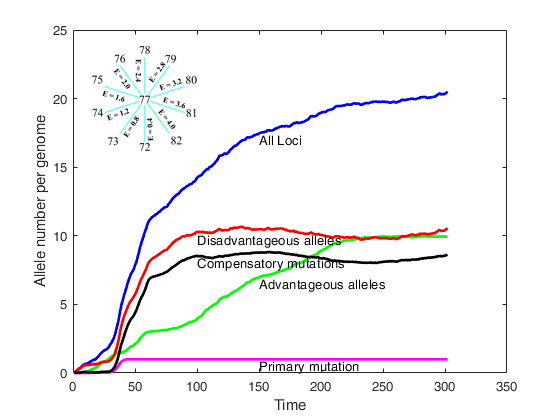 25
20
15
10
5
0
0
50
100
150
200
250
300
350
Time
Allele number per genome
78
76
79
75
80
77
74
81
73
82
72
E = 2.4
E = 2.0
E = 2.8
E = 3.2
E = 1.6
E = 3.6
E = 1.2
E = 4.0
E = 0.8
E = 0.4
All Loci
Disadvantageous alleles
Compensatory mutations
Advantageous alleles
Primary mutation